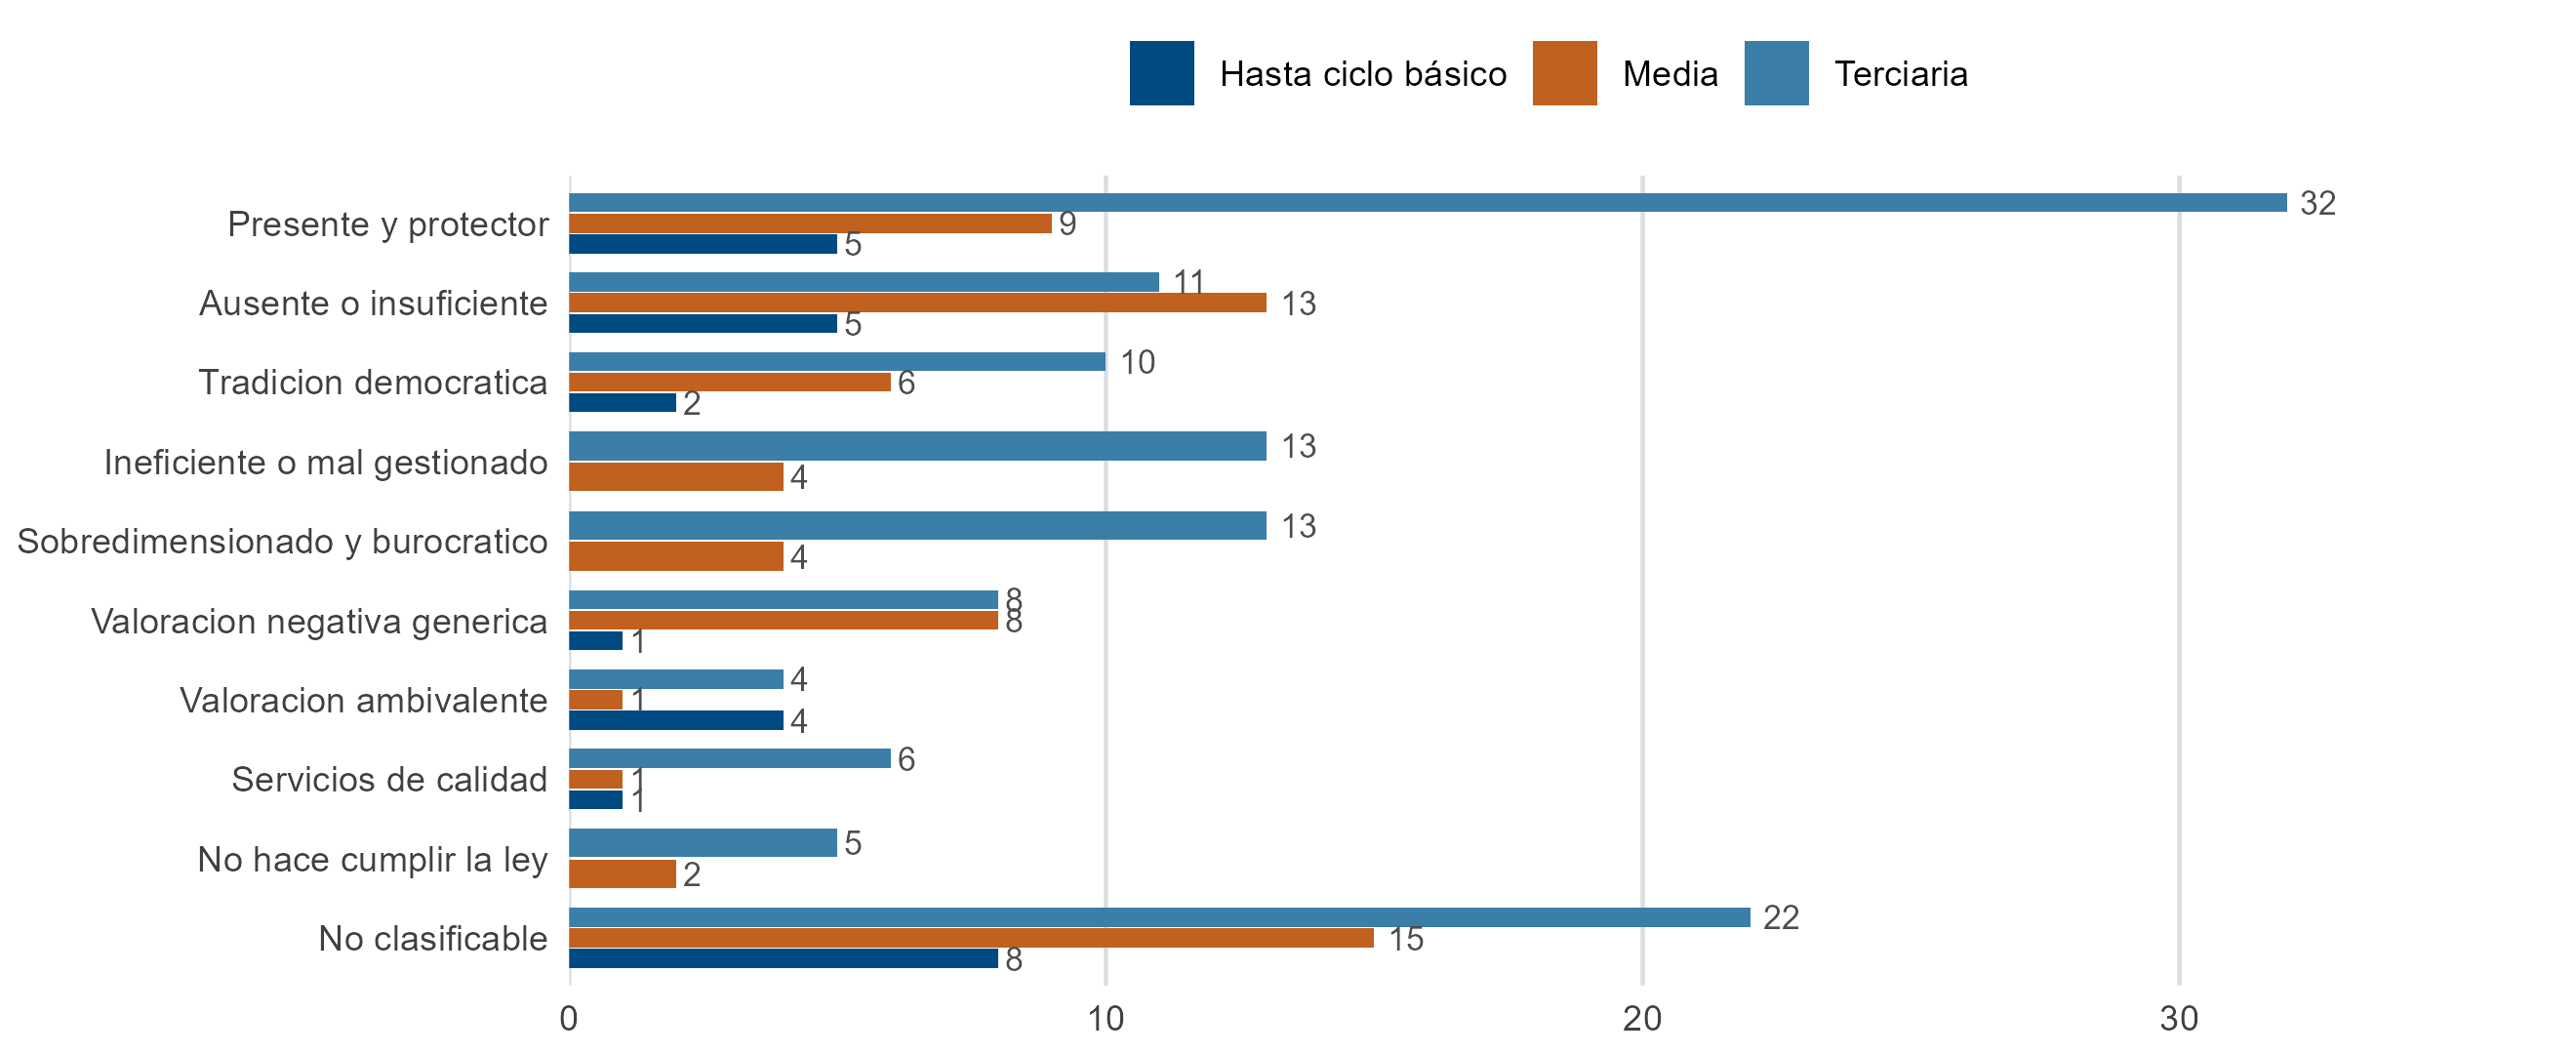 Hasta ciclo básico Media Terciaria
Presente y protector 32 9 5
Ausente o insuficiente 11 13 5
Tradicion democratica 10 6 2
Ineficiente o mal gestionado 13 4
Sobredimensionado y burocratico 13 4
Valoracion negativa generica 8 8 1
Valoracion ambivalente 4 1 4
Servicios de calidad 6 1 1
No hace cumplir la ley 5 2
No clasificable 22 15 8
0 10 20 30